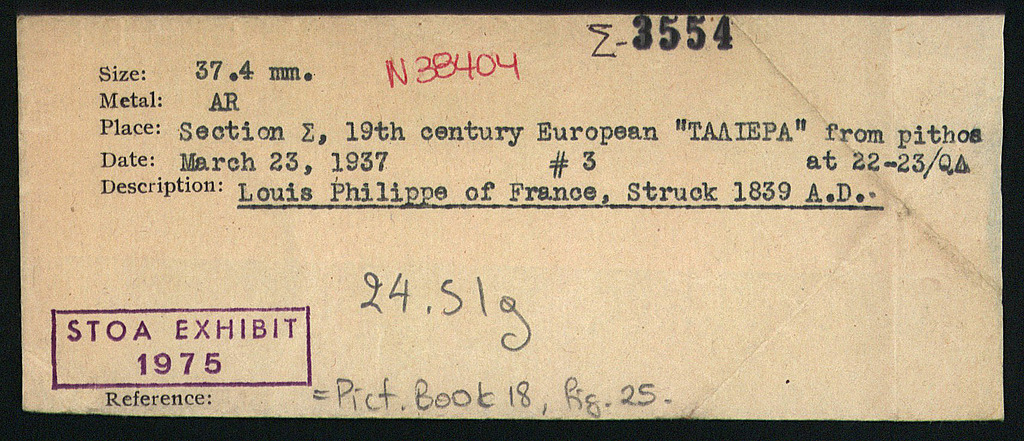 Σ-3554
Size: 37.4 mm. N 38404
Metal: AR
Place: Section Σ, 19th century European "ΤΑΛΙΕΡΑ" from pithos
Date: March 23, 1937 # 3 at 22-23/ΟΔ
Description: Louis Philippe of France, Struck 1839 A.D.
24.51g
STOA EXHIBIT
1975
Reference: =Pict. Book 18, fig. 25.